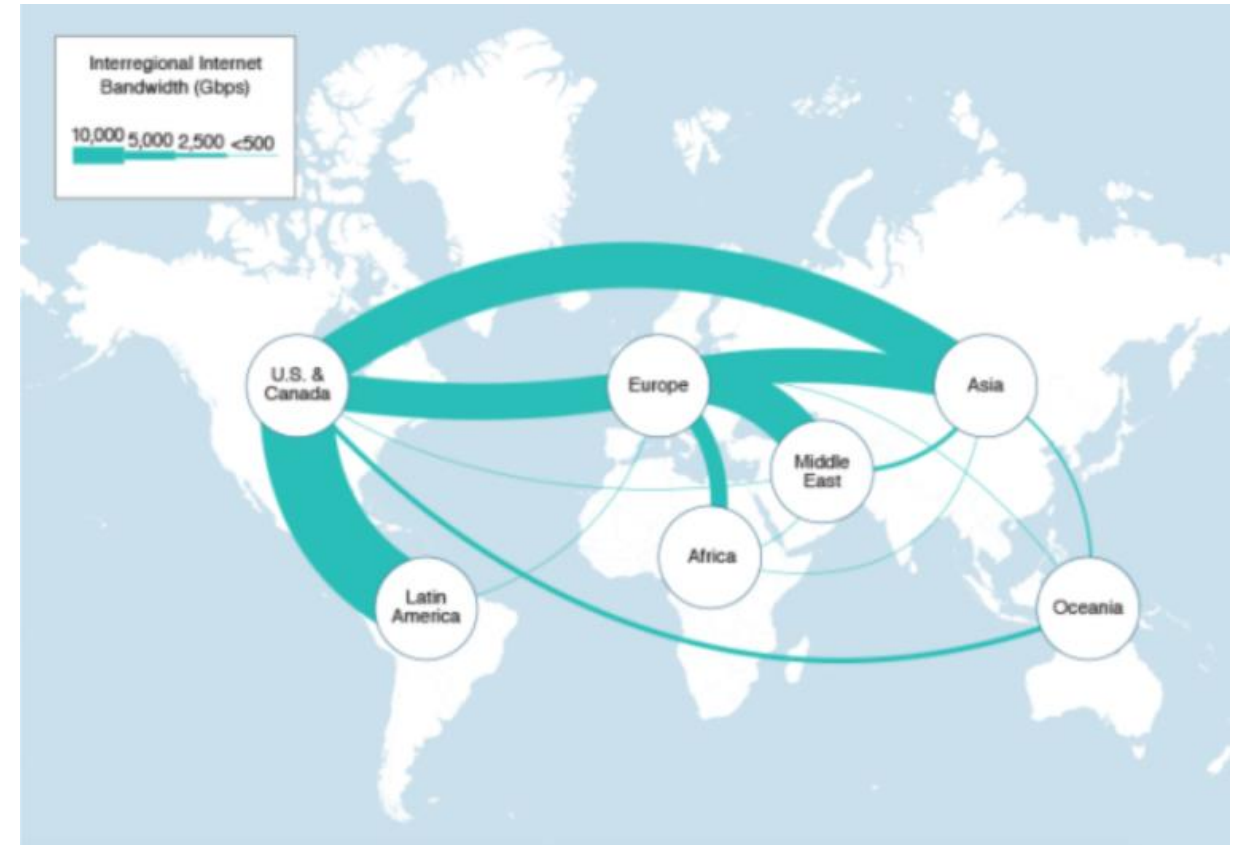 Interregional Internet
Bandwidth (Gbps)
10,000 5,000 2,500 <500
U.S. &
Canada
Europe
Asia
Middle
East
Africa
Latin
America
Oceania